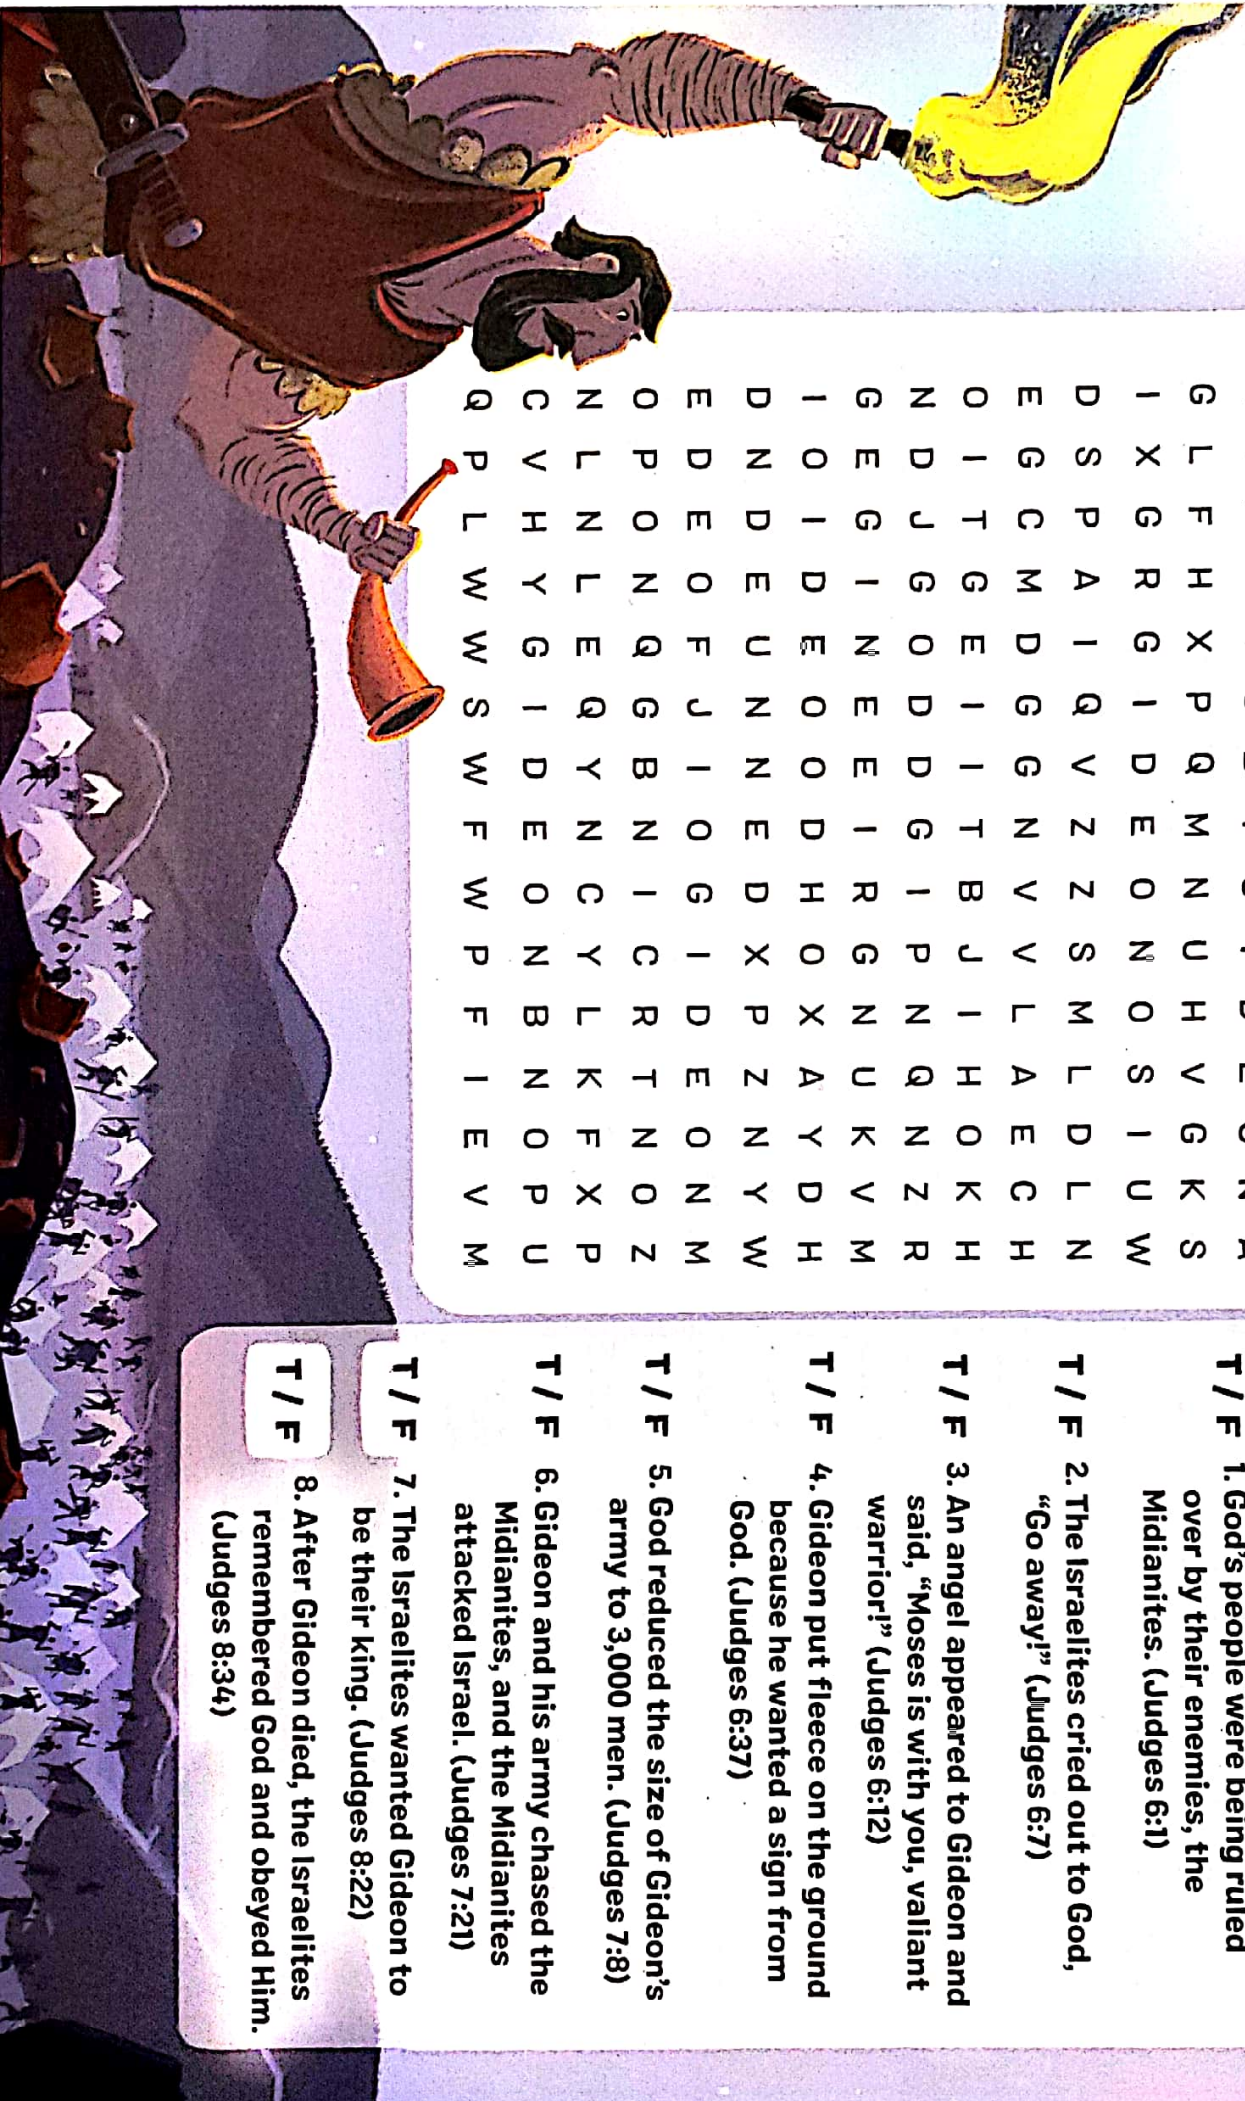 G L F H X P Q M N U H V G K S
I X G R G I D E O N O S I U W
D S P A I Q V Z Z S M L D L N
E G C M D G G N V V L A E C H
O I T G E I I T B J I H O K H
N D J G O D D G I P N Q N Z R
G E G I N E E I R G N U K V M
I O I D E O O D H O X A Y D H
D N D E U N N E D X P Z N Y W
E D E O F J I O G I D E O N M
O P O N Q G B N I C R T N O Z
N L N L E Q Y N C Y L K F X P
C V H Y G I D E O N B N O P U
Q P L W W S W F W P F I E V M
T / F 1. God's people were being ruled
over by their enemies, the
Midianites. (Judges 6:1)
T / F 2. The Israelites cried out to God,
“Go away!” (Judges 6:7)
T / F 3. An angel appeared to Gideon and
said, “Moses is with you, valiant
warrior!” (Judges 6:12)
T / F 4. Gideon put fleece on the ground
because he wanted a sign from
God. (Judges 6:37)
T / F 5. God reduced the size of Gideon's
army to 3,000 men. (Judges 7:8)
T / F 6. Gideon and his army chased the
Midianites, and the Midianites
attacked Israel. (Judges 7:21)
T / F 7. The Israelites wanted Gideon to
be their king. (Judges 8:22)
T / F 8. After Gideon died, the Israelites
remembered God and obeyed Him.
(Judges 8:34)